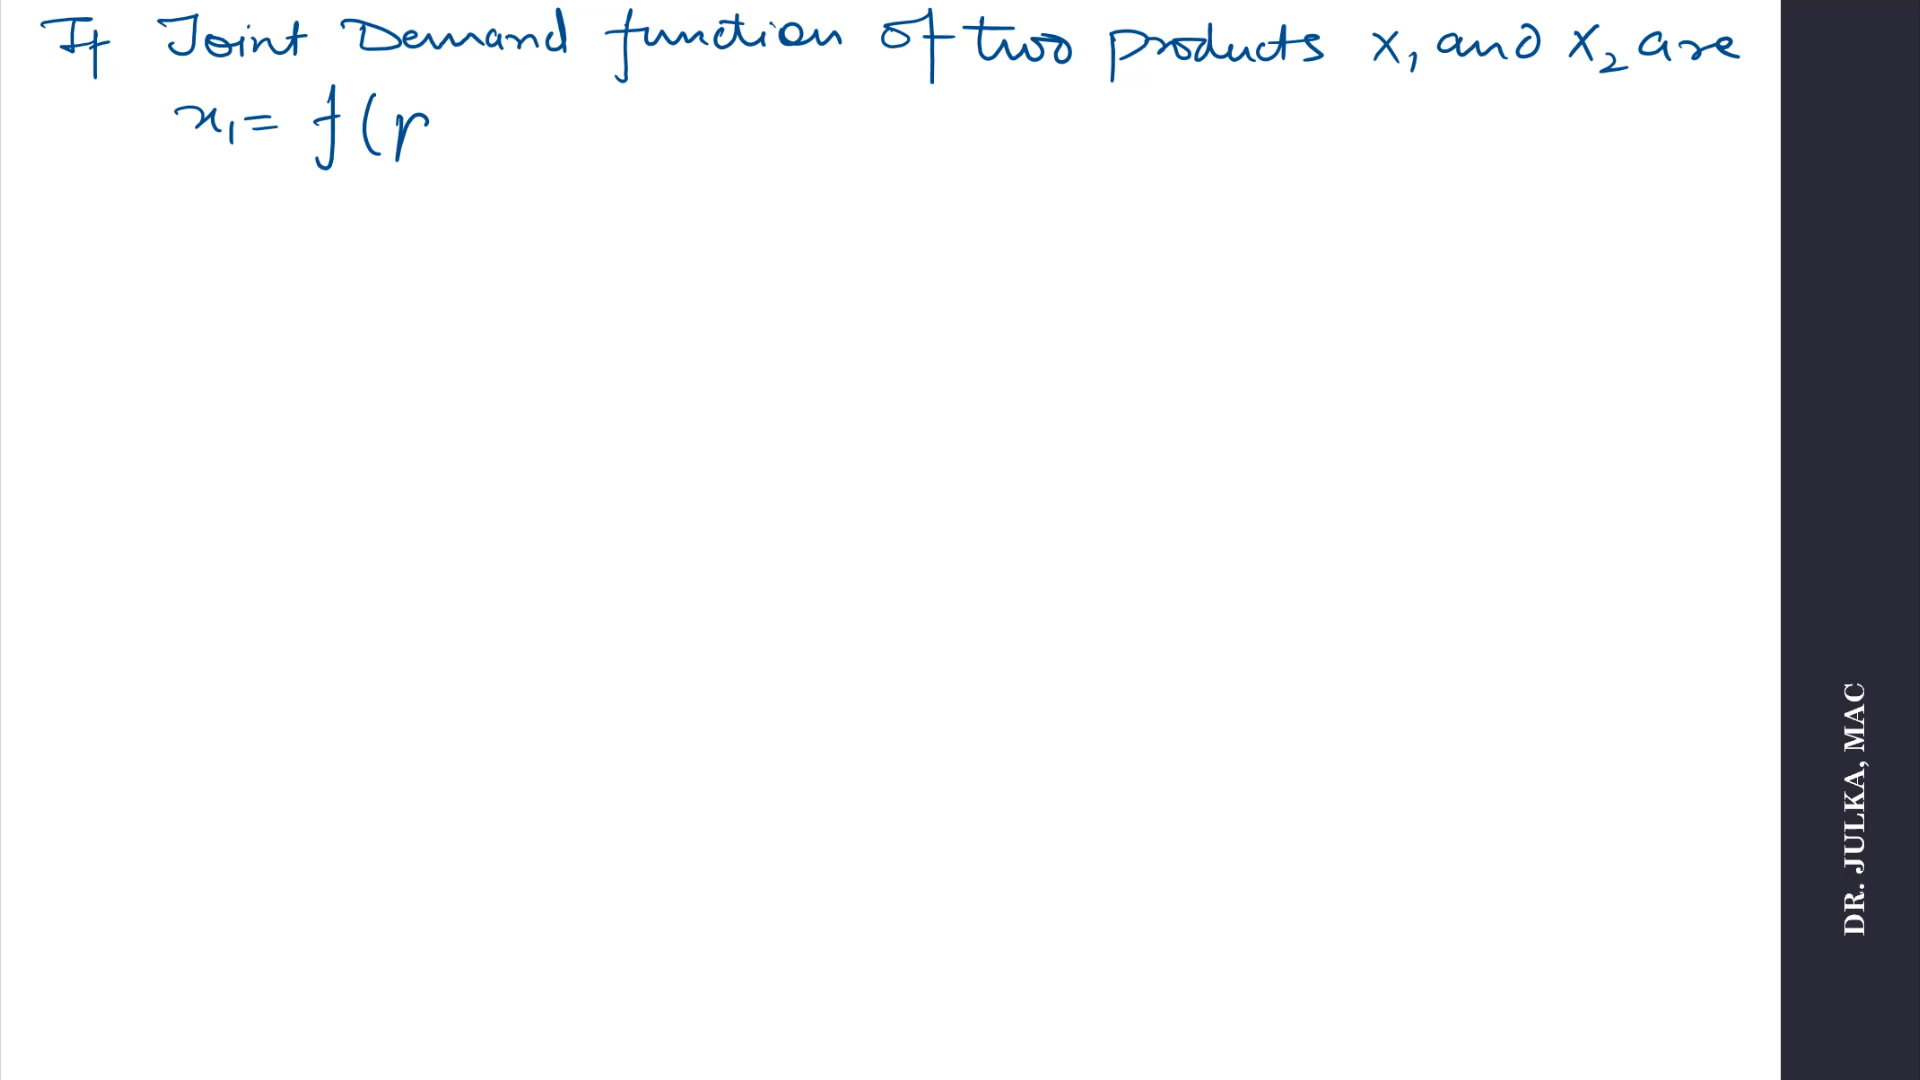 If Joint Demand function of two products X₁ and X₂ are
x₁ = f(p
DR. JULKA, MAC